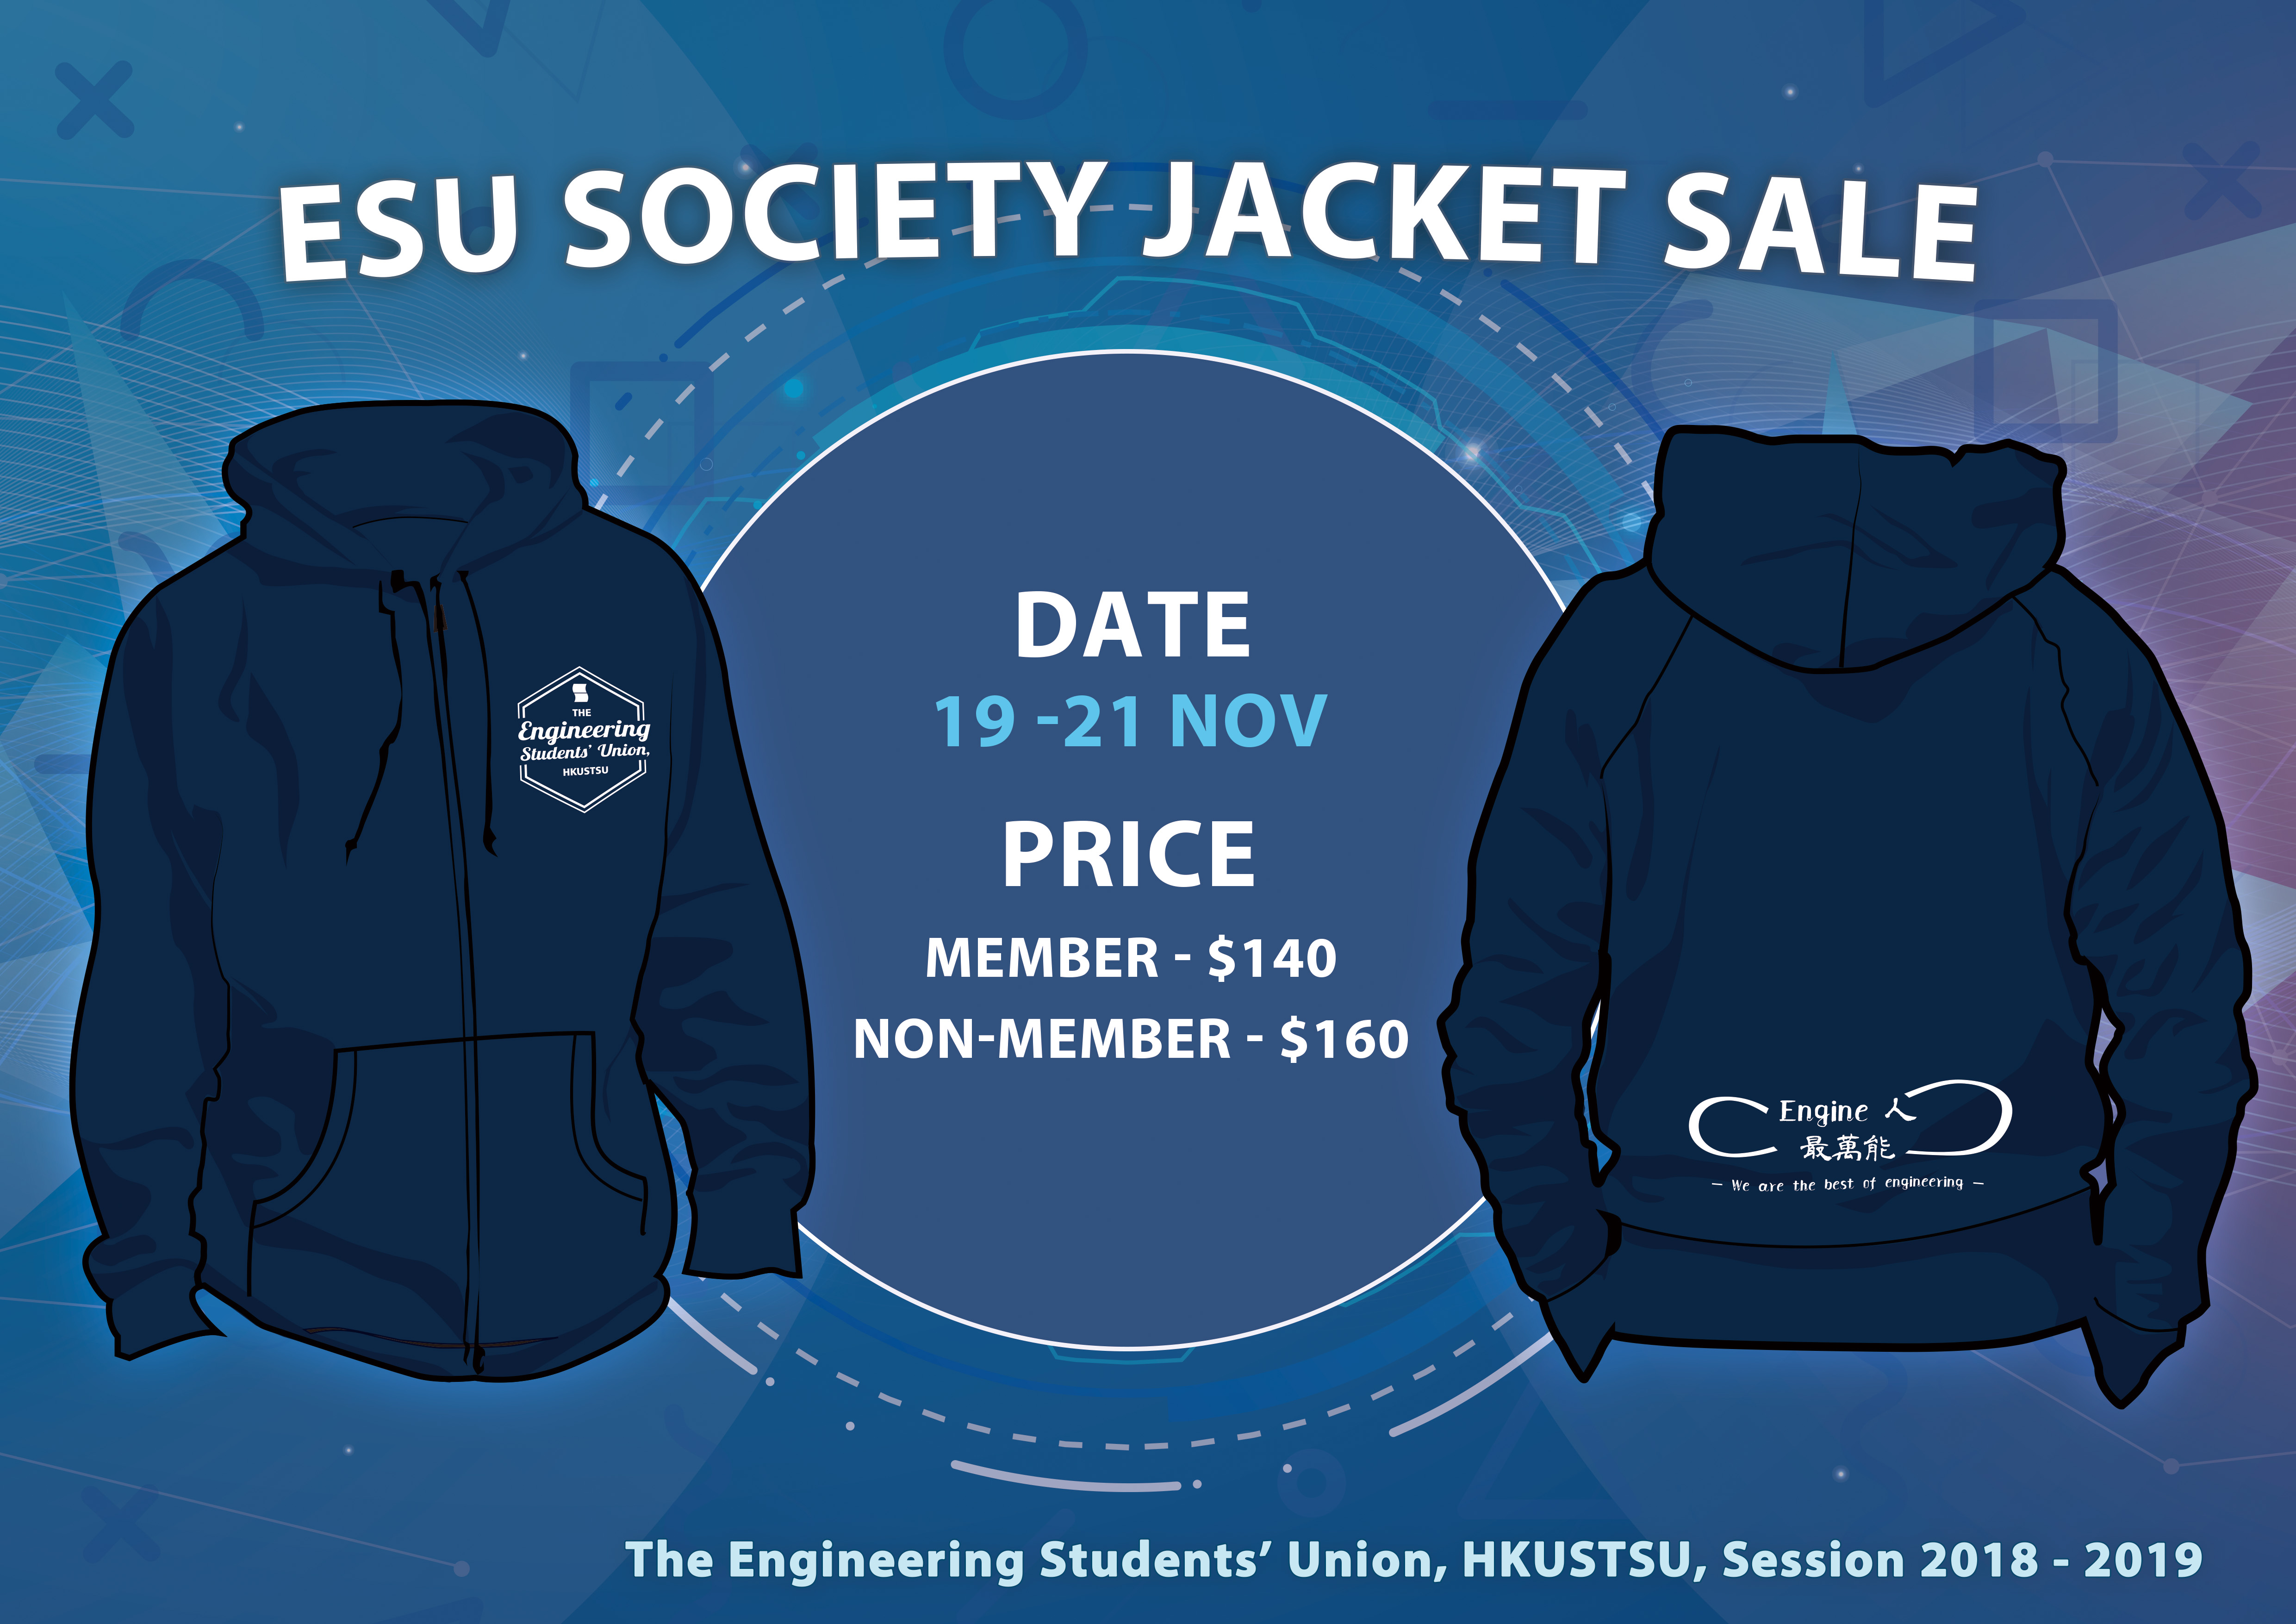 ESU SOCIETY JACKET SALE
DATE
19 -21 NOV
PRICE
MEMBER - $140
NON-MEMBER - $160
THE
Engineering
Students' Union,
HKUSTSU
Engine 人
最萬能
– We are the best of engineering –
The Engineering Students' Union, HKUSTSU, Session 2018 - 2019